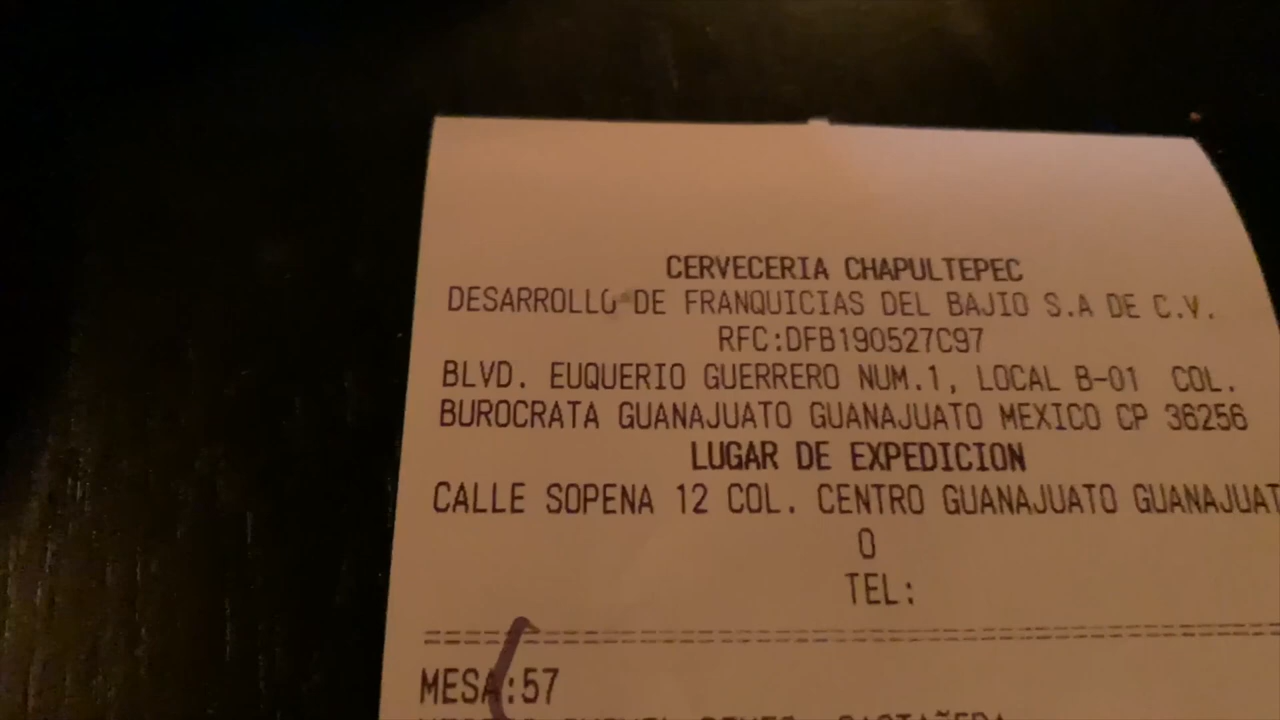 CERVECERIA CHAPULTEPEC
DESARROLLO DE FRANQUICIAS DEL BAJIO S.A DE C.V.
RFC:DFB190527C97
BLVD. EUQUERIO GUERRERO NUM.1, LOCAL B-01 COL.
BUROCRATA GUANAJUATO GUANAJUATO MEXICO CP 36256
LUGAR DE EXPEDICION
CALLE SOPENA 12 COL. CENTRO GUANAJUATO GUANAJUAT
O
TEL:
MESA:57